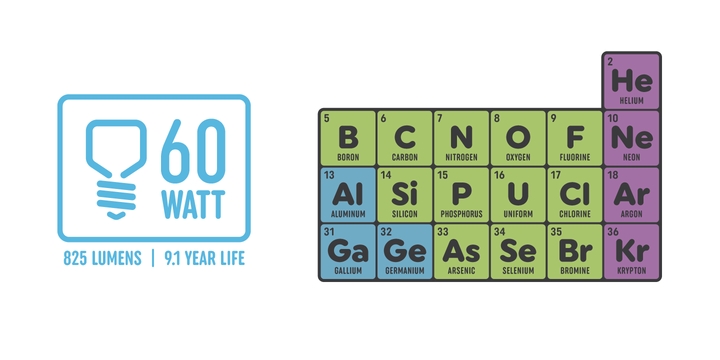 60
WATT
825 LUMENS | 9.1 YEAR LIFE
2
He
HELIUM
5 6 7 8 9 10
B C N O F Ne
BORON CARBON NITROGEN OXYGEN FLUORINE NEON
13 14 15 16 17 18
Al Si P U Cl Ar
ALUMINUM SILICON PHOSPHORUS UNIFORM CHLORINE ARGON
31 32 33 34 35 36
Ga Ge As Se Br Kr
GALLIUM GERMANIUM ARSENIC SELENIUM BROMINE KRYPTON